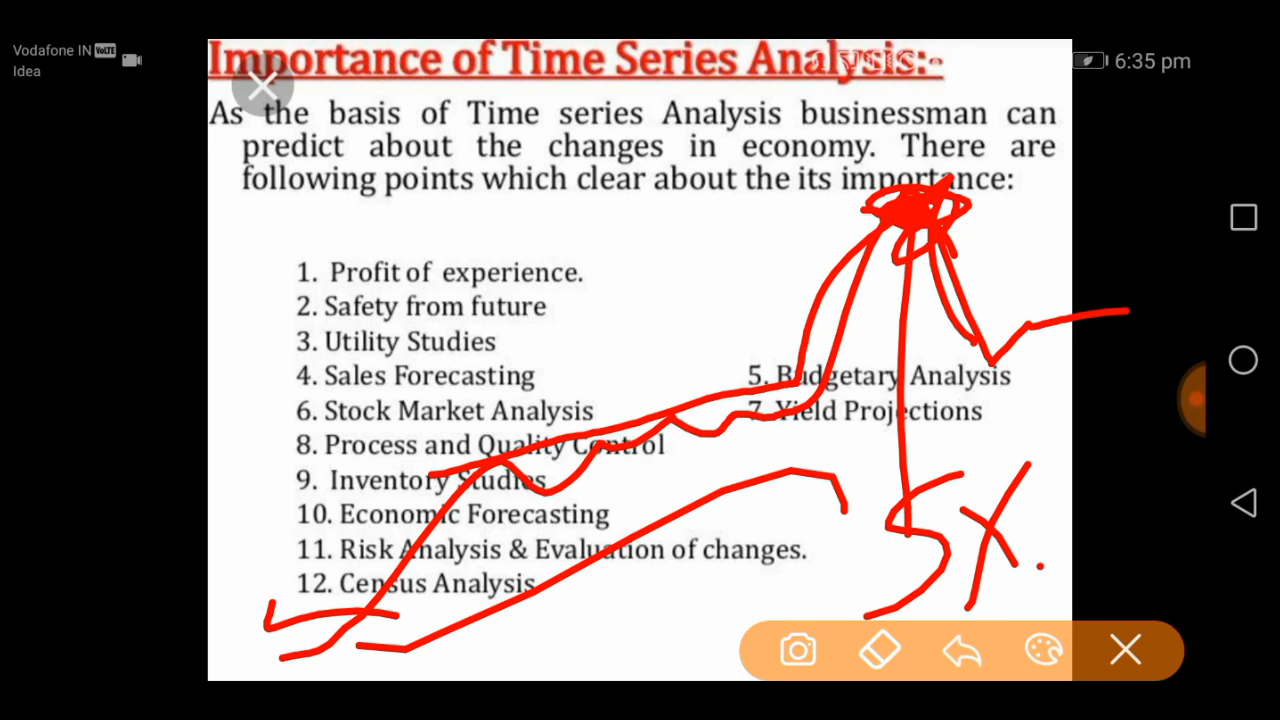 Vodafone IN VoLTE
Idea
6:35 pm
Importance of Time Series Analysis:-
As the basis of Time series Analysis businessman can
predict about the changes in economy. There are
following points which clear about the its importance:
1. Profit of experience.
2. Safety from future
3. Utility Studies
4. Sales Forecasting 5. Budgetary Analysis
6. Stock Market Analysis 7. Yield Projections
8. Process and Quality Control
9. Inventory Studies
10. Economic Forecasting
11. Risk Analysis & Evaluation of changes.
12. Census Analysis
5X.